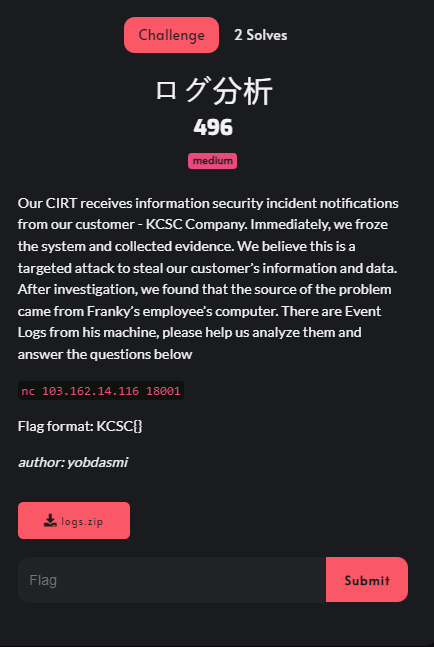 Challenge
2 Solves
ログ分析
496
medium
Our CIRT receives information security incident notifications
from our customer - KCSC Company. Immediately, we froze
the system and collected evidence. We believe this is a
targeted attack to steal our customer's information and data.
After investigation, we found that the source of the problem
came from Franky's employee's computer. There are Event
Logs from his machine, please help us analyze them and
answer the questions below
nc 103.162.14.116 18001
Flag format: KCSC{}
author: yobdasmi
logs.zip
Flag
Submit